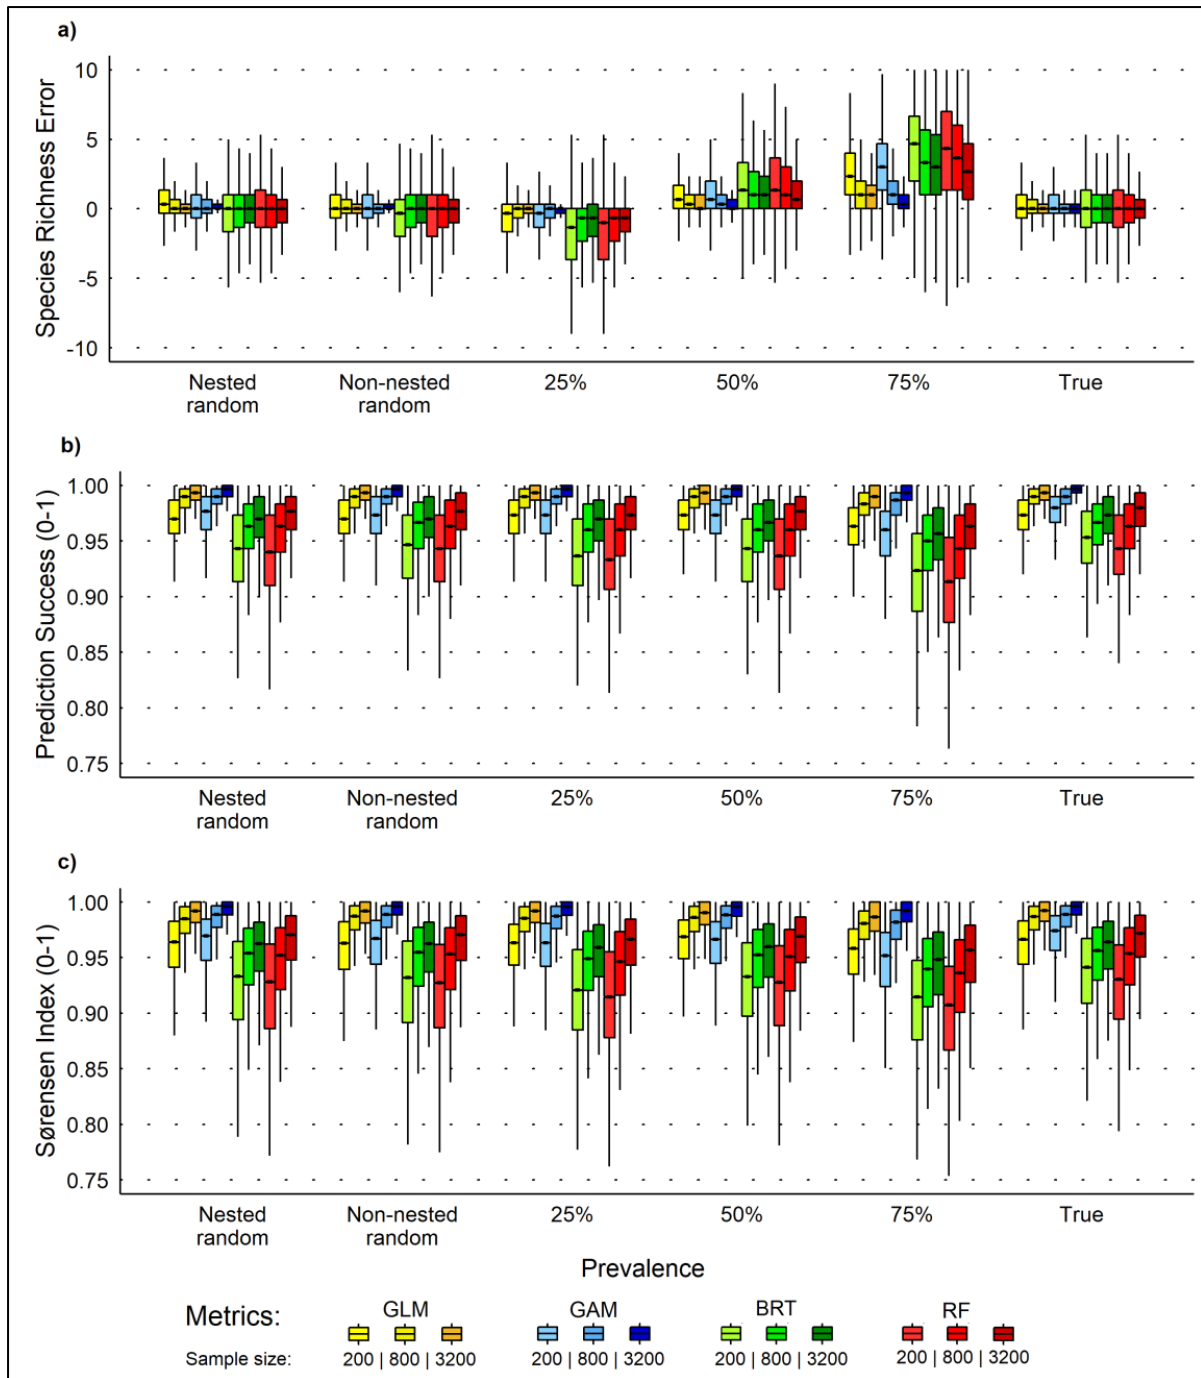 a)
Species Richness Error
10
5
0
-5
-10
Nested random
Non-nested random
25%
50%
75%
True
b)
Prediction Success (0-1)
1.00
0.95
0.90
0.85
0.80
0.75
Nested random
Non-nested random
25%
50%
75%
True
c)
Sørensen Index (0-1)
1.00
0.95
0.90
0.85
0.80
0.75
Nested random
Non-nested random
25%
50%
75%
True
Prevalence
Metrics: GLM GAM BRT RF
Sample size: 200 | 800 | 3200 200 | 800 | 3200 200 | 800 | 3200 200 | 800 | 3200